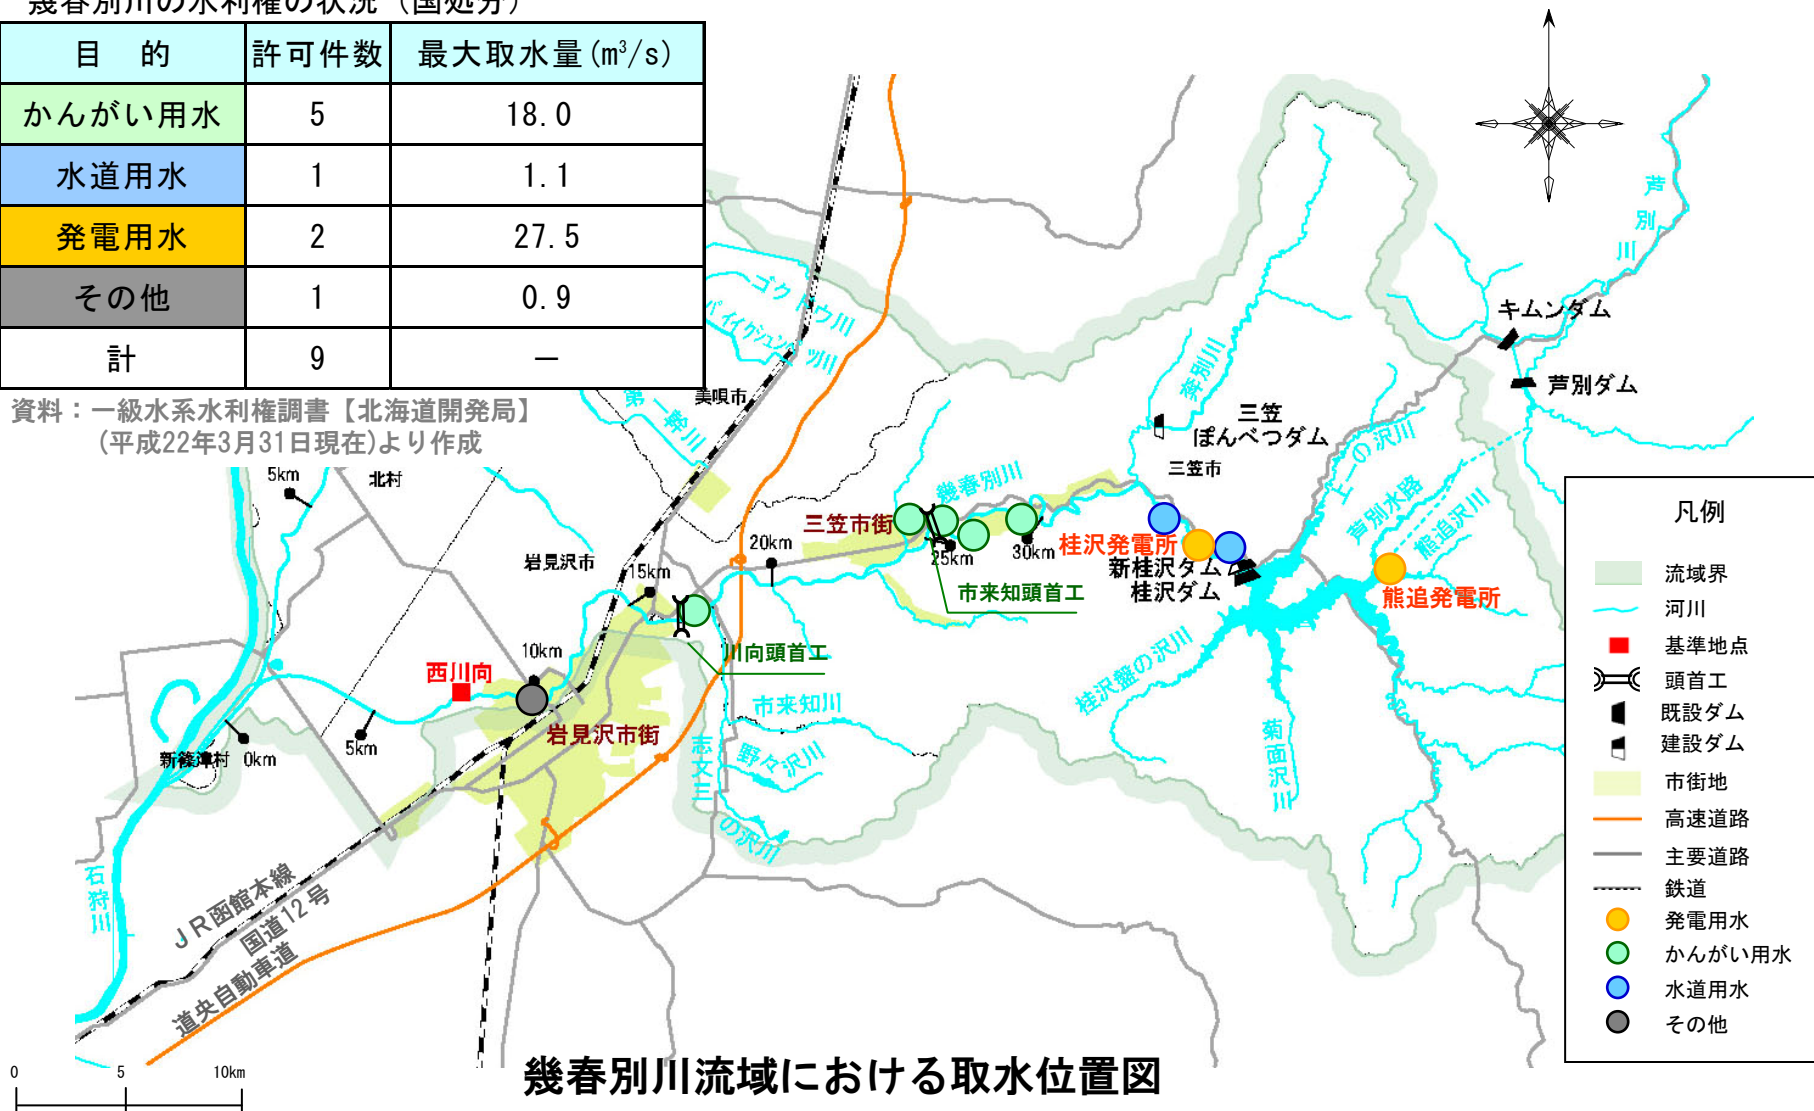 幾春別川の水利権の状況（国処分）
目　的　許可件数　最大取水量(m³/s)
かんがい用水　5　18.0
水道用水　1　1.1
発電用水　2　27.5
その他　1　0.9
計　9　－
資料：一級水系水利権調書【北海道開発局】
(平成22年3月31日現在)より作成
芦別川
キムンダム
芦別ダム
ゴクドウ川
美唄市
第一幹川
奔別川
三笠
ぽんべつダム
三笠市
上一の沢川
芦別水路
熊追沢川
5km
北村
幾春別川
三笠市街
20km
25km
30km
桂沢発電所
新桂沢ダム
桂沢ダム
熊追発電所
岩見沢市
15km
市来知頭首工
川向頭首工
10km
西川向
岩見沢市街
市来知川
野々沢川
志文三の沢川
桂沢盤の沢川
菊面沢川
新篠津村
0km
5km
石狩川
ＪＲ函館本線
国道12号
道央自動車道
凡例
流域界
河川
基準地点
頭首工
既設ダム
建設ダム
市街地
高速道路
主要道路
鉄道
発電用水
かんがい用水
水道用水
その他
0　5　10km
幾春別川流域における取水位置図